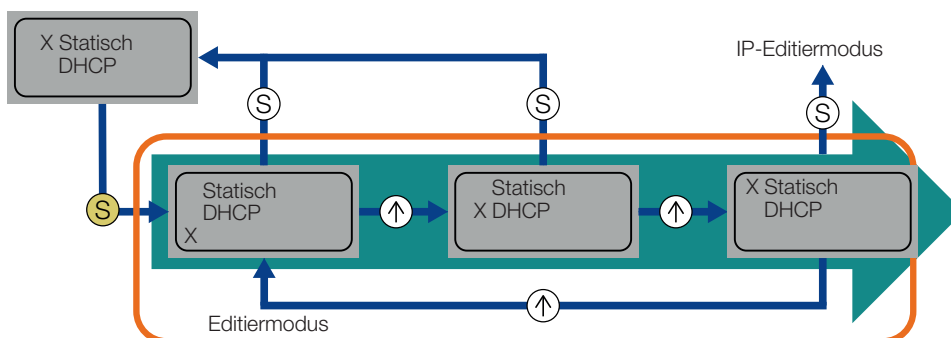 X Statisch
DHCP
IP-Editiermodus
S
S
S
S
Statisch
DHCP
X
↑
Statisch
X DHCP
↑
X Statisch
DHCP
↑
Editiermodus